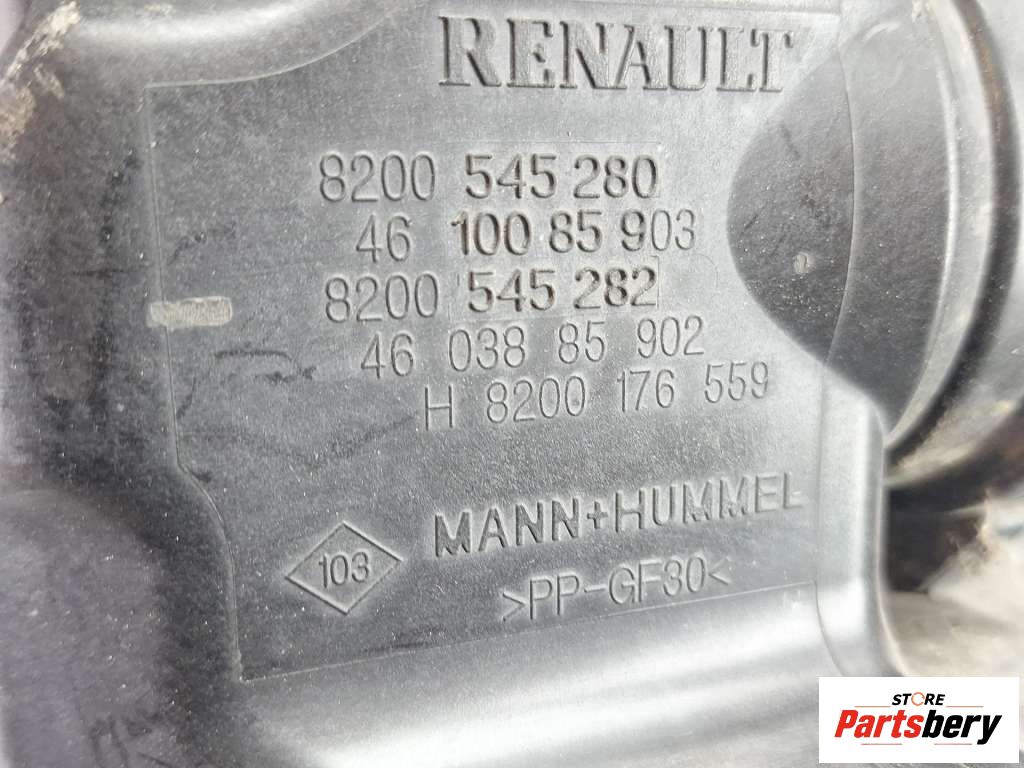 RENAULT
8200 545 280
46 100 85 903
8200 545 282
46 038 85 902
H 8200 176 559
MANN+HUMMEL
103
>PP-GF30<
STORE
Partsbery